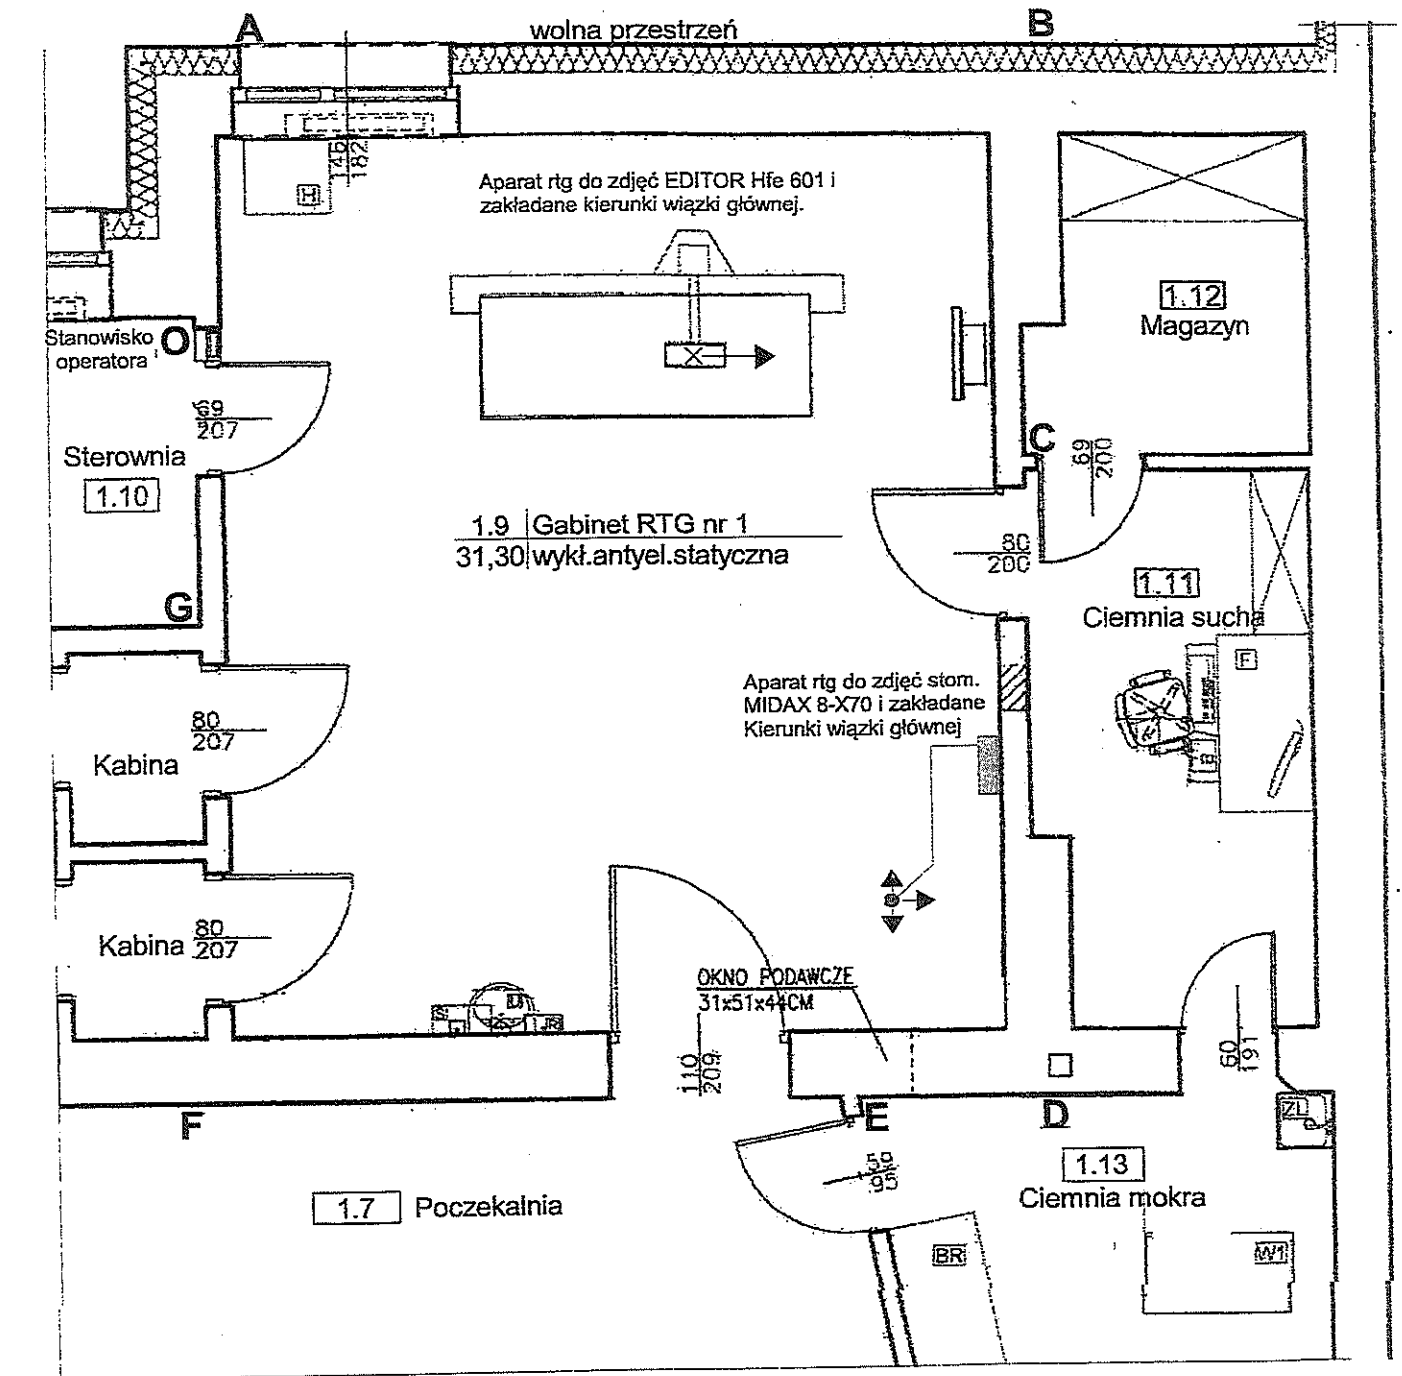 A
wolna przestrzeń
B
146
182
H
Aparat rtg do zdjęć EDITOR Hfe 601 i
zakładane kierunki wiązki głównej.
1.12
Magazyn
Stanowisko
operatora
O
69
207
Sterownia
1.10
C
69
200
1.9 Gabinet RTG nr 1
31,30 wykł.antyel.statyczna
80
200
1.11
Ciemnia sucha
G
F
Aparat rtg do zdjęć stom.
MIDAX 8-X70 i zakładane
Kierunki wiązki głównej
80
207
Kabina
80
207
Kabina
OKNO PODAWCZE
31x51x44CM
110
209
60
191
F
E
D
ZL
59
95
1.13
Ciemnia mokra
1.7 Poczekalnia
BR
W1